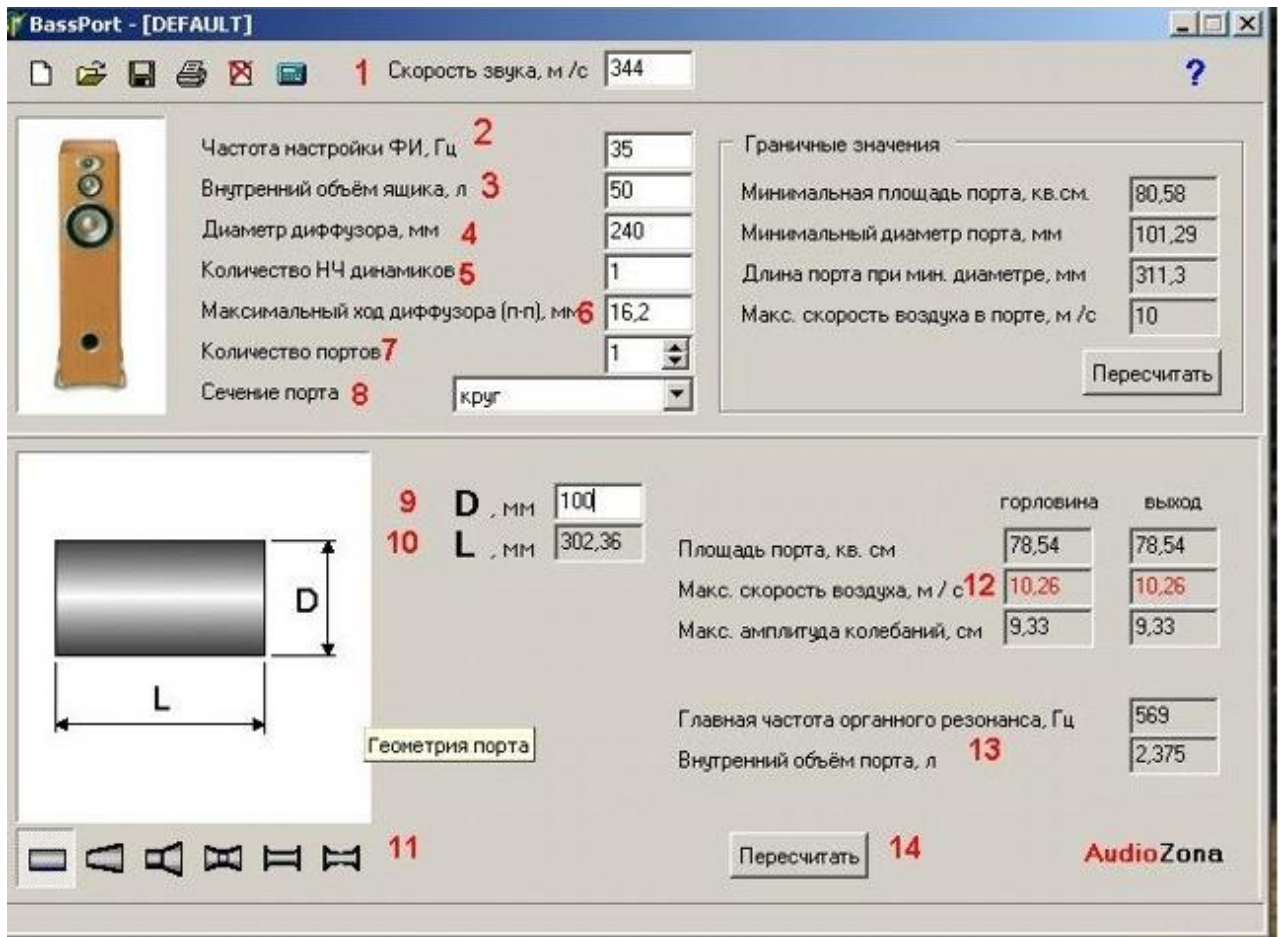 BassPort - [DEFAULT]
1 Скорость звука, м /с 344 ?
2
Частота настройки ФИ, Гц 35
Внутренний объём ящика, л 3 50
Диаметр диффузора, мм 4 240
Количество НЧ динамиков 5 1
Максимальный ход диффузора (п-п), мм 6 16,2
Количество портов 7 1
Сечение порта 8 круг
Граничные значения
Минимальная площадь порта, кв.см. 80,58
Минимальный диаметр порта, мм 101,29
Длина порта при мин. диаметре, мм 311,3
Макс. скорость воздуха в порте, м /с 10
Пересчитать
D
L
Геометрия порта
9 D , мм 100
10 L , мм 302,36
горловина выход
Площадь порта, кв. см 78,54 78,54
Макс. скорость воздуха, м / с 12 10,26 10,26
Макс. амплитуда колебаний, см 9,33 9,33
Главная частота органного резонанса, Гц 569
Внутренний объём порта, л 13 2,375
11
Пересчитать 14
AudioZona